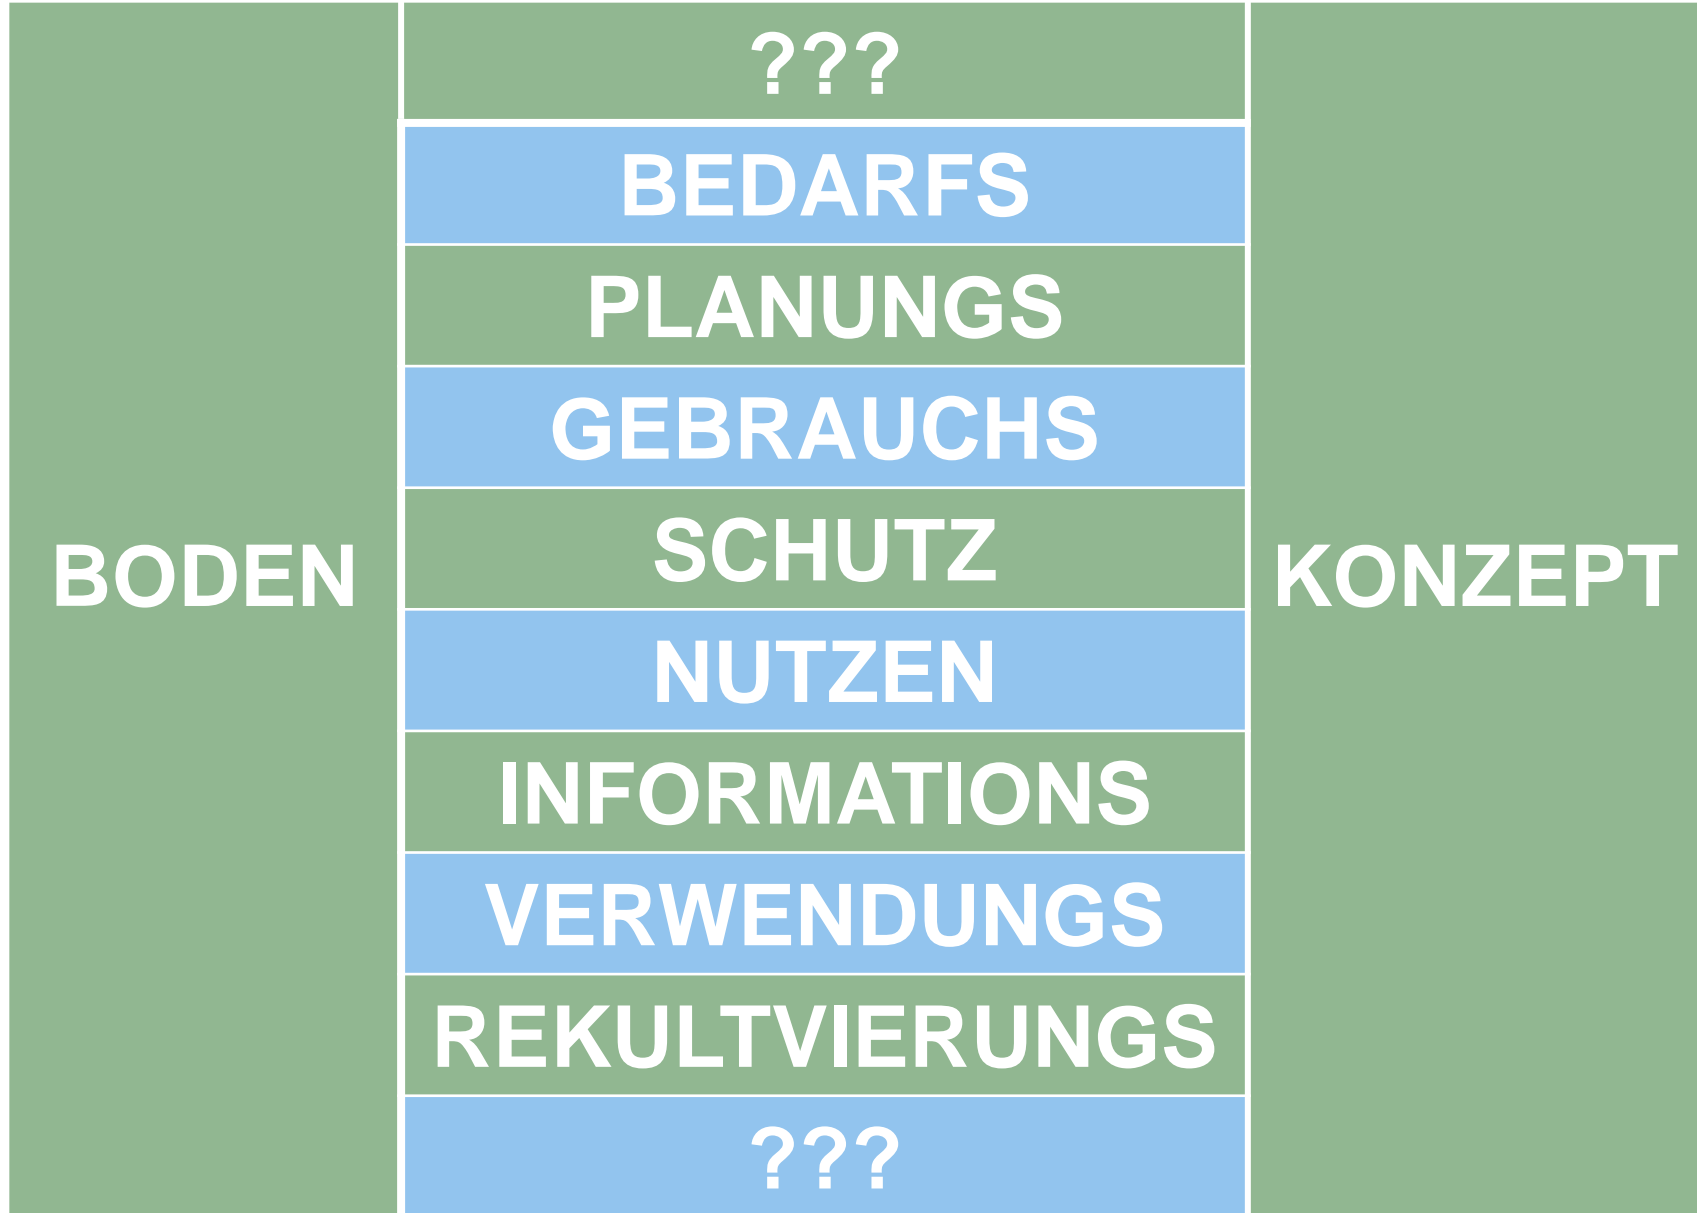 ???
BEDARFS
PLANUNGS
GEBRAUCHS
SCHUTZ
BODEN
KONZEPT
NUTZEN
INFORMATIONS
VERWENDUNGS
REKULTVIERUNGS
???